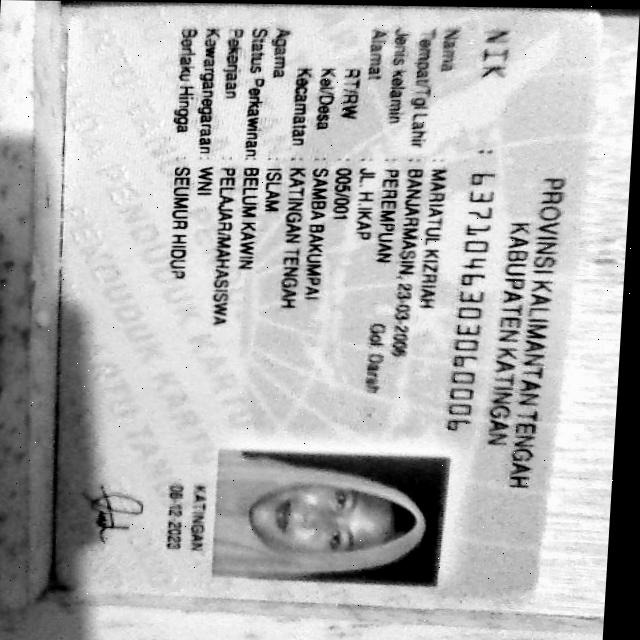 PROVINSI KALIMANTAN TENGAH
KABUPATEN KATINGAN
NIK : 6371046303060006
Nama : MARIATUL KIZRIAH
Tempat/Tgl Lahir : BANJARMASIN, 23-03-2006
Jenis kelamin : PEREMPUAN Gol Darah
Alamat : JL. H.IKAP
RT/RW : 005/001
Kel/Desa : SAMBA BAKUMPAI
Kecamatan : KATINGAN TENGAH
Agama : ISLAM
Status Perkawinan: BELUM KAWIN
Pekerjaan : PELAJAR/MAHASISWA
Kewarganegaraan: WNI
Berlaku Hingga : SEUMUR HIDUP
KATINGAN
06-12-2023